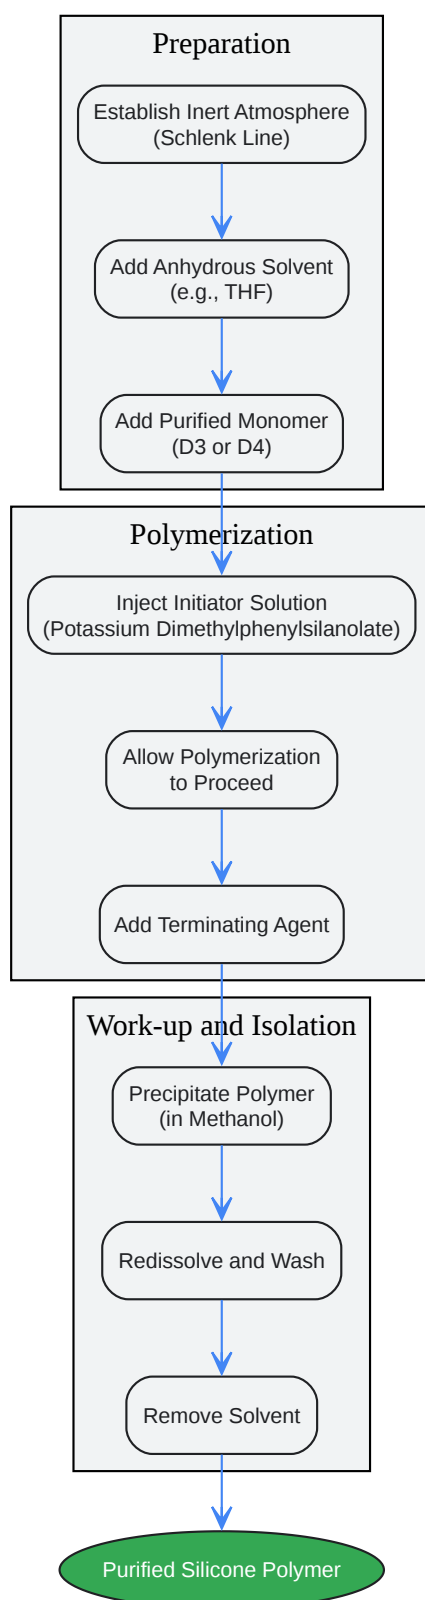 Preparation
Establish Inert Atmosphere
(Schlenk Line)
Add Anhydrous Solvent
(e.g., THF)
Add Purified Monomer
(D3 or D4)
Polymerization
Inject Initiator Solution
(Potassium Dimethylphenylsilanolate)
Allow Polymerization
to Proceed
Add Terminating Agent
Work-up and Isolation
Precipitate Polymer
(in Methanol)
Redissolve and Wash
Remove Solvent
Purified Silicone Polymer